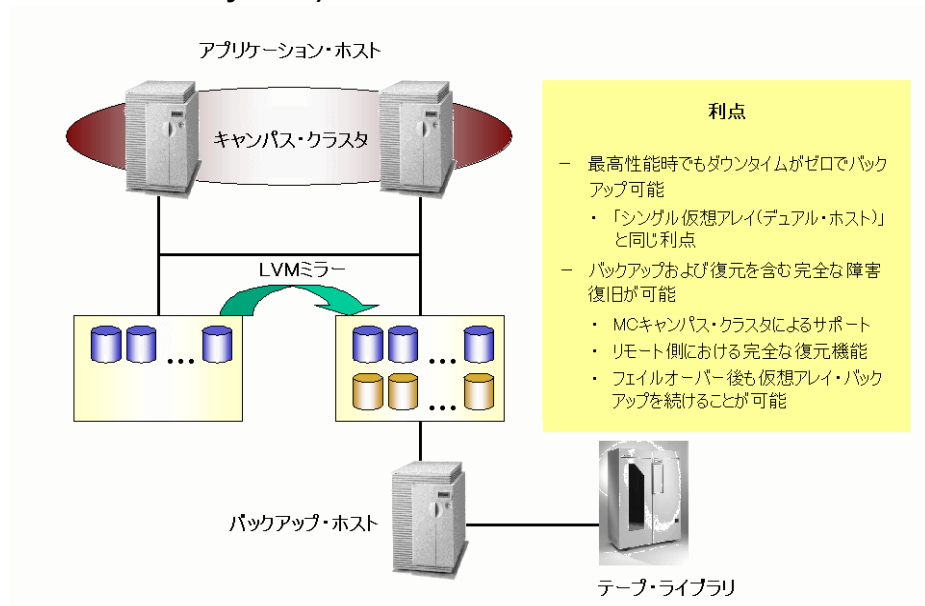 アプリケーション・ホスト
キャンパス・クラスタ
LVMミラー
...
...
...
バックアップ・ホスト
テープ・ライブラリ
利点
－ 最高性能時でもダウンタイムがゼロでバック
アップ可能
・ 「シングル仮想アレイ(デュアル・ホスト)」
と同じ利点
－ バックアップおよび復元を含む完全な障害
復旧が可能
・ MCキャンパス・クラスタによるサポート
・ リモート側における完全な復元機能
・ フェイルオーバー後も仮想アレイ・バック
アップを続けることが可能